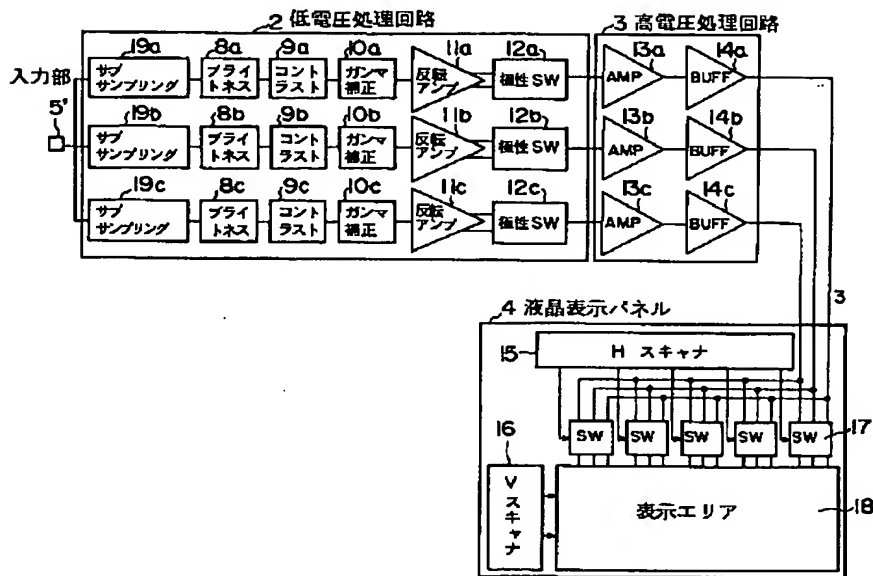 2 低電圧処理回路
3 高電圧処理回路
19a 8a 9a 10a 11a 12a 13a 14a
入力部
5'
サブ
サンプリング
ブライ
トネス
コント
ラスト
ガンマ
補正
反転
アンプ
極性 SW
AMP
BUFF
19b 8b 9b 10b 11b 12b 13b 14b
サブ
サンプリング
ブライ
トネス
コント
ラスト
ガンマ
補正
反転
アンプ
極性 SW
AMP
BUFF
19c 8c 9c 10c 11c 12c 13c 14c
サブ
サンプリング
ブライ
トネス
コント
ラスト
ガンマ
補正
反転
アンプ
極性 SW
AMP
BUFF
3
4 液晶表示パネル
15
H スキャナ
SW SW SW SW SW
17
16
V
スキャナ
表示エリア
18